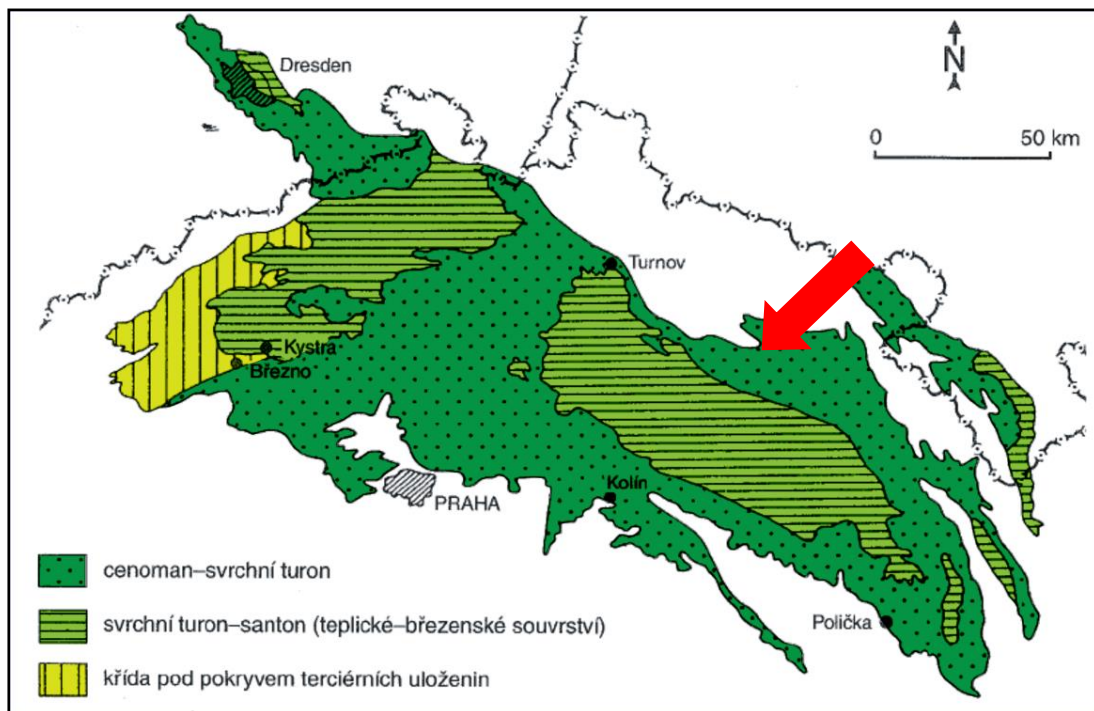 Dresden
N
0 50 km
Turnov
Kystra
Březno
Kolín
PRAHA
Polička
cenoman–svrchní turon
svrchní turon–santon (teplické–březenské souvrství)
křída pod pokryvem terciérních uloženin